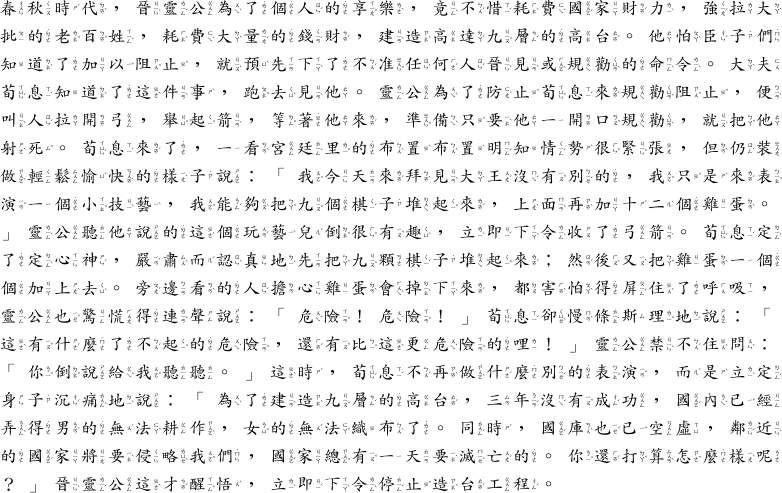 春秋時代，晉靈公為了個人的享樂，竟不惜耗費國家財力，強拉大
批的老百姓，耗費大量的錢財，建造高達九層的高台。他怕臣子們
知道了加以阻止，就預先下了不准任何人晉見或規勸的命令。大夫
荀息知道了這件事，跑去見他。靈公為了防止荀息來規勸阻止，便
叫人拉開弓，舉起箭，等著他來，準備只要他一開口規勸，就把他
射死。荀息來了，一看宮廷里的布置布置明知情勢很緊張，但仍裝
做輕鬆愉快的樣子說：「我今天來拜見大王沒有別的，我只是來表
演一個小技藝，我能夠把九個棋子堆起來，上面再加十二個雞蛋。
」靈公聽他說的這個玩藝兒倒很有趣，立即下令收了弓箭。荀息定
了定心神，嚴肅而認真地先把九顆棋子堆起來；然後又把雞蛋一個
個加上去。旁邊看的人擔心雞蛋會掉下來，都害怕得屏住了呼吸，
靈公也驚慌得連聲說：「危險！危險！」荀息卻慢條斯理地說：「
這有什麼了不起的危險，還有比這更危險的哩！」靈公禁不住問：
「你倒說給我聽聽。」這時，荀息不再做什麼別的表演，而是立定
身子沉痛地說：「為了建造九層的高台，三年沒有成功，國內已經
弄得男的無法耕作，女的無法織布了。同時，國庫也已空虛，鄰近
的國家將要侵略我們，國家總有一天要滅亡的。你還打算怎麼樣呢
？」晉靈公這才醒悟，立即下令停止造台工程。